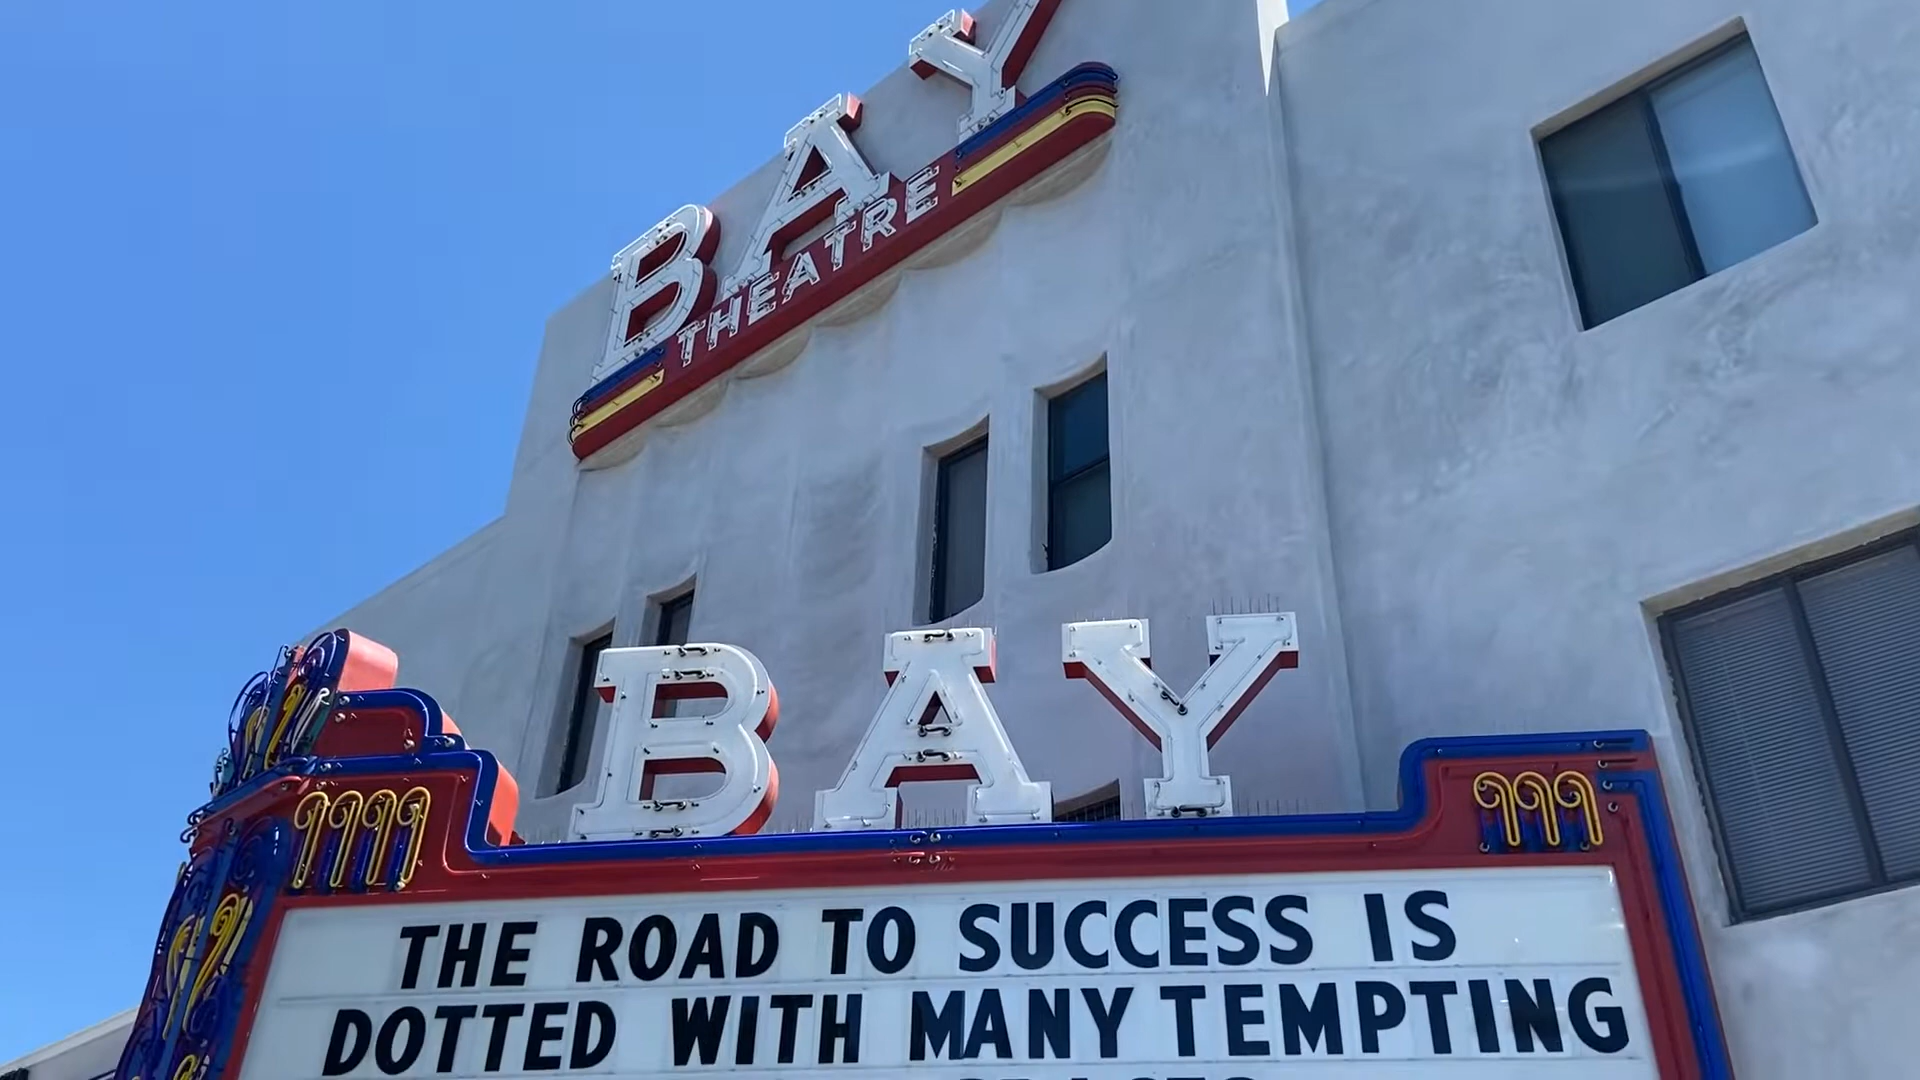 BAY
THEATRE
BAY
THE ROAD TO SUCCESS IS
DOTTED WITH MANY TEMPTING